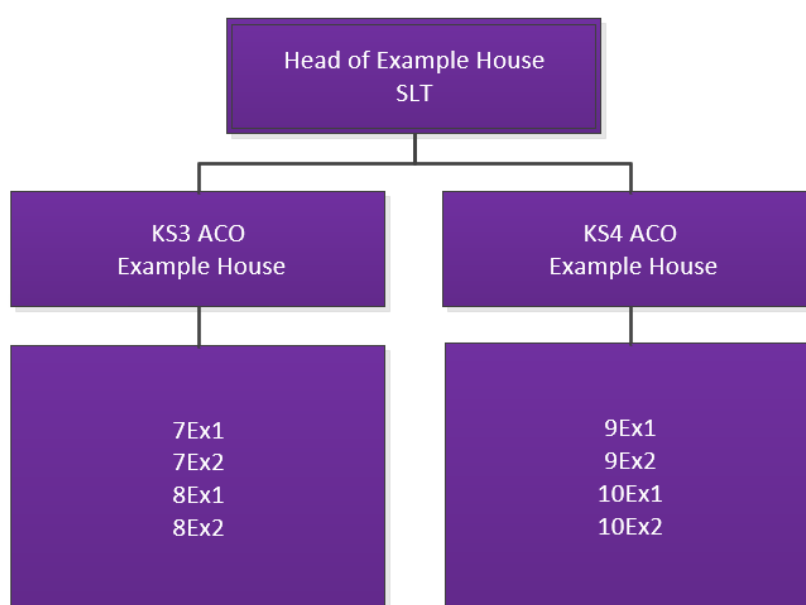 Head of Example House
SLT
KS3 ACO
Example House
KS4 ACO
Example House
7Ex1
7Ex2
8Ex1
8Ex2
9Ex1
9Ex2
10Ex1
10Ex2